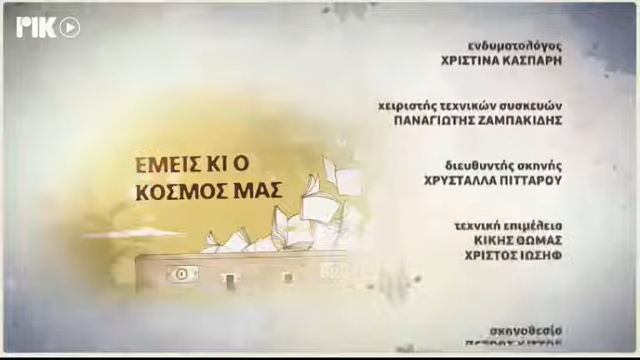 ΡΙΚ
ενδυματολόγος
ΧΡΙΣΤΙΝΑ ΚΑΣΠΑΡΗ
χειριστής τεχνικών συσκευών
ΠΑΝΑΓΙΩΤΗΣ ΖΑΜΠΑΚΙΔΗΣ
ΕΜΕΙΣ ΚΙ Ο
ΚΟΣΜΟΣ ΜΑΣ
διευθυντής σκηνής
ΧΡΥΣΤΑΛΛΑ ΠΙΤΤΑΡΟΥ
τεχνική επιμέλεια
ΚΙΚΗΣ ΘΩΜΑΣ
ΧΡΙΣΤΟΣ ΙΩΣΗΦ
σκηνοθεσία